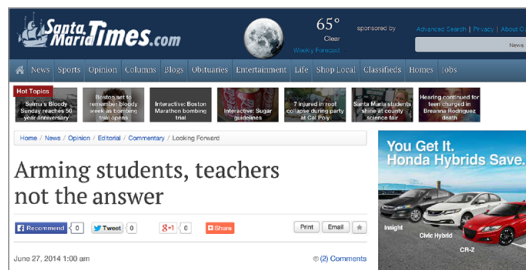 Santa
Maria Times.com
65°
Clear
Weekly Forecast
sponsored by
Advanced Search | Privacy | About
News
News Sports Opinion Columns Blogs Obituaries Entertainment Life Shop Local Classifieds Homes Jobs
Hot Topics
Selma's Bloody
Sunday reaches 50
year anniversary
Boston set to
remember bloody
week as bombing
trial opens
Interactive: Boston
Marathon bombing
trial
Interactive: Sugar
guidelines
7 injured in roof
collapse during party
at Cal Poly
Santa Maria students
shine at county
science fair
Hearing continued for
teen charged in
Breanna Rodriguez
death
Home / News / Opinion / Editorial / Commentary / Looking Forward
Arming students, teachers
not the answer
Recommend 0 Tweet 0 g+1 0 Share Print Email
June 27, 2014 1:00 am
(2) Comments
You Get It.
Honda Hybrids Save.
Insight
Civic Hybrid
CR-Z